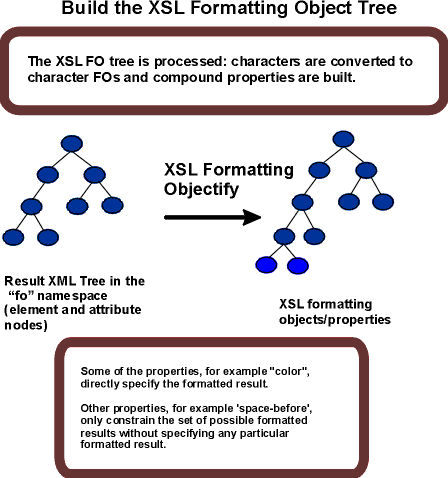 Build the XSL Formatting Object Tree
The XSL FO tree is processed: characters are converted to
character FOs and compound properties are built.
XSL Formatting
Objectify
Result XML Tree in the
“fo” namespace
(element and attribute
nodes)
XSL formatting
objects/properties
Some of the properties, for example "color",
directly specify the formatted result.
Other properties, for example 'space-before',
only constrain the set of possible formatted
results without specifying any particular
formatted result.